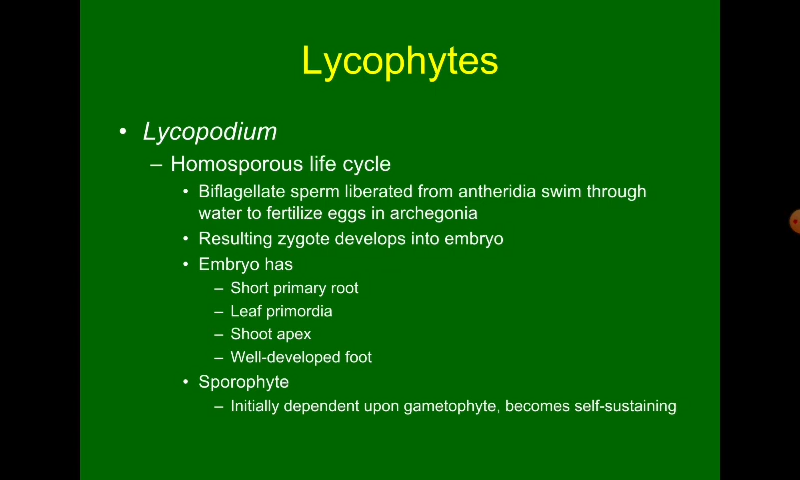 Lycophytes
• Lycopodium
– Homosporous life cycle
• Biflagellate sperm liberated from antheridia swim through
water to fertilize eggs in archegonia
• Resulting zygote develops into embryo
• Embryo has
– Short primary root
– Leaf primordia
– Shoot apex
– Well-developed foot
• Sporophyte
– Initially dependent upon gametophyte, becomes self-sustaining